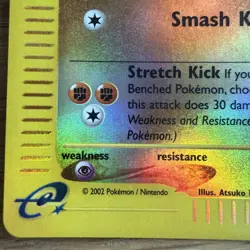 Smash K
Stretch Kick If you
Benched Pokémon, cho
this attack does 30 dam
Weakness and Resistance
Pokémon.)
weakness resistance
© 2002 Pokémon / Nintendo Illus. Atsuko